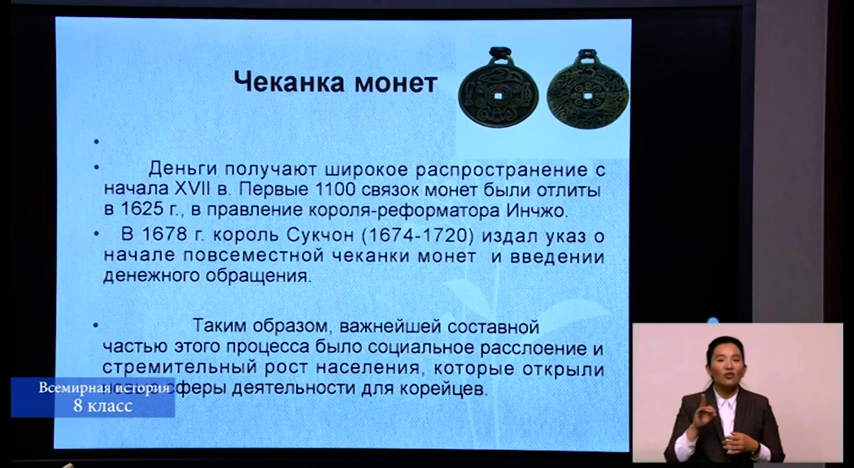 Чеканка монет
Деньги получают широкое распространение с
начала XVII в. Первые 1100 связок монет были отлиты
в 1625 г., в правление короля-реформатора Инчжо.
В 1678 г. король Сукчон (1674-1720) издал указ о
начале повсеместной чеканки монет и введении
денежного обращения.
Таким образом, важнейшей составной
частью этого процесса было социальное расслоение и
стремительный рост населения, которые открыли
сферы деятельности для корейцев.
Всемирная история
8 класс